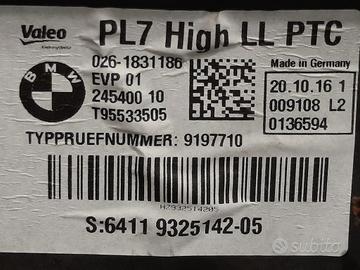 Valeo
PL7 High LL PTC
BMW
026-1831186
EVP 01
245400 10
T95533505
Made in Germany
20.10.16 1
009108 L2
0136594
TYPPRUEFNUMMER: 9197710
H7932514205
S:6411 9325142-05
subito